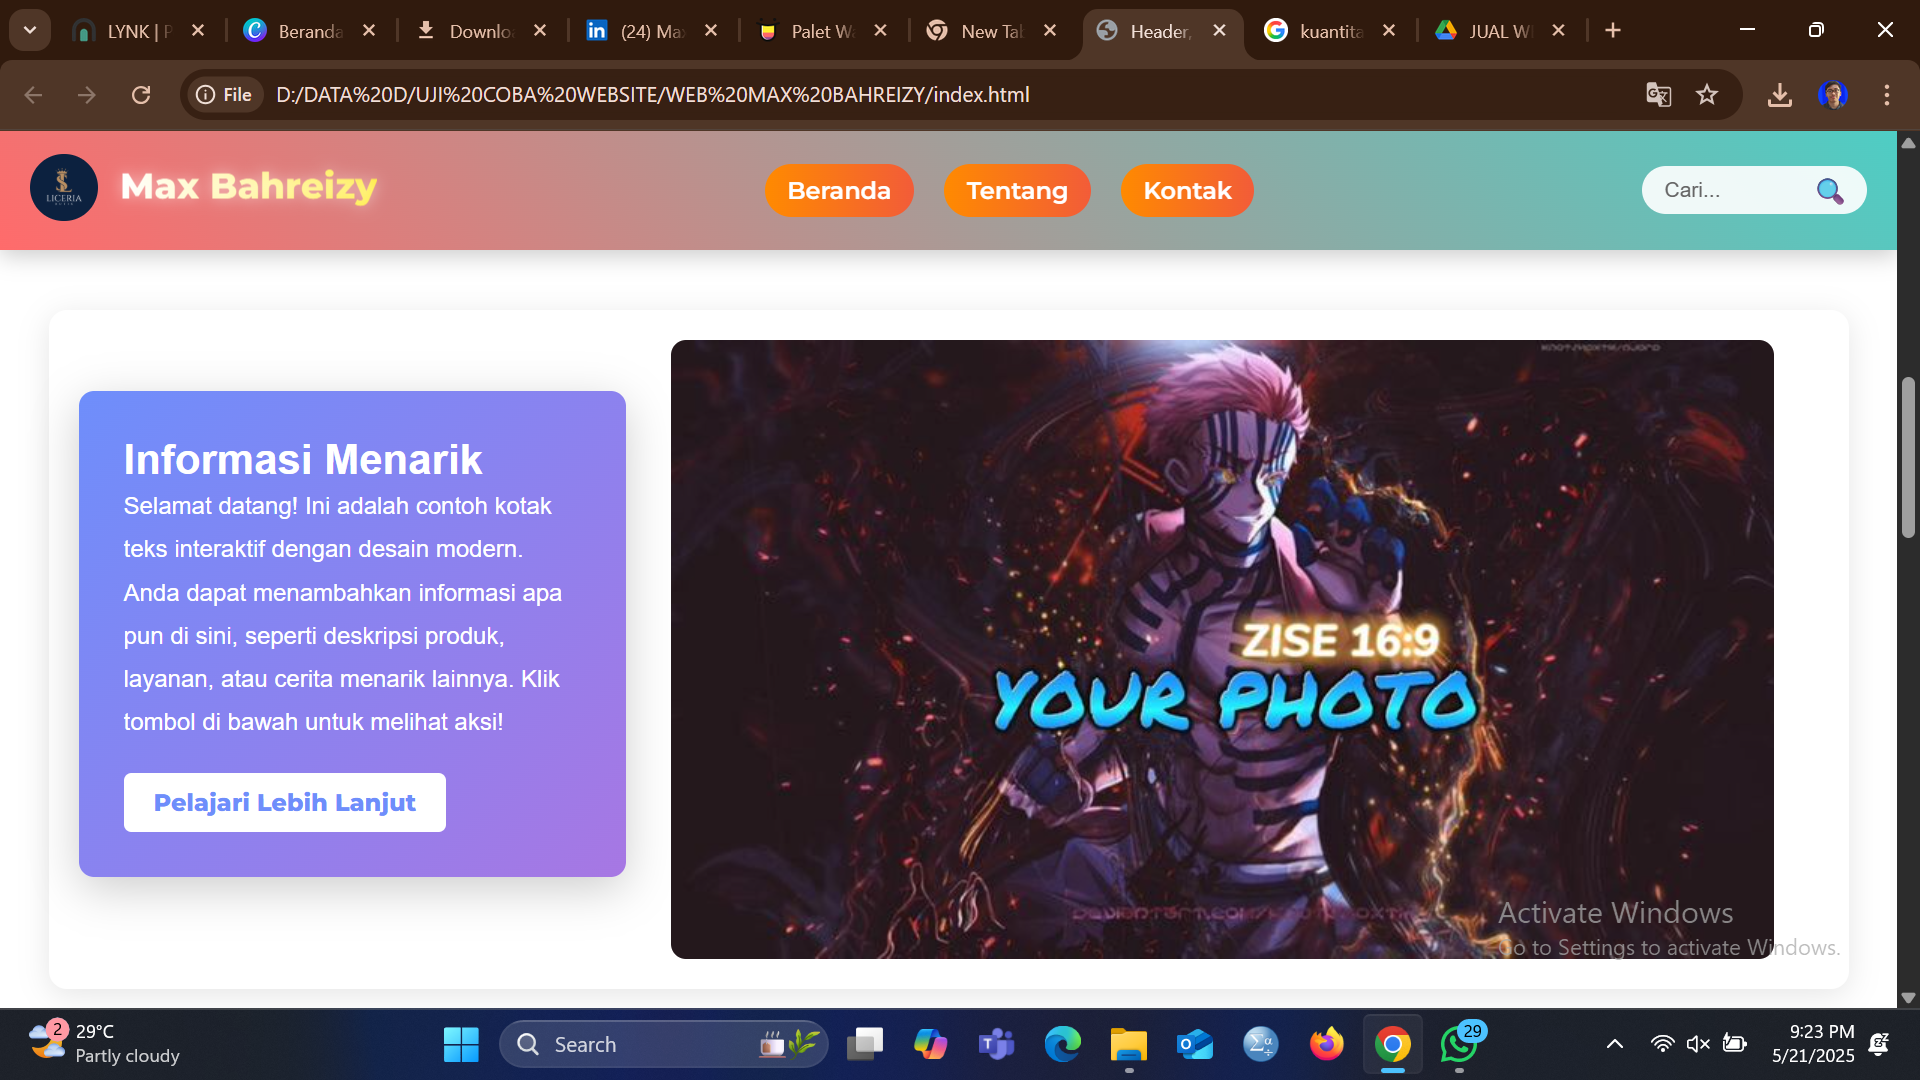 LYNK | P
Beranda
Downlo
(24) Ma
Palet W
New Tab
Header,
kuantita
JUAL W
File
D:/DATA%20D/UJI%20COBA%20WEBSITE/WEB%20MAX%20BAHREIZY/index.html
LICERIA
Max Bahreizy
Beranda
Tentang
Kontak
Cari...
Informasi Menarik
Selamat datang! Ini adalah contoh kotak
teks interaktif dengan desain modern.
Anda dapat menambahkan informasi apa
pun di sini, seperti deskripsi produk,
layanan, atau cerita menarik lainnya. Klik
tombol di bawah untuk melihat aksi!
Pelajari Lebih Lanjut
ZISE 16:9
YOUR PHOTO
Activate Windows
Go to Settings to activate Windows.
2
29°C
Partly cloudy
Search
29
9:23 PM
5/21/2025